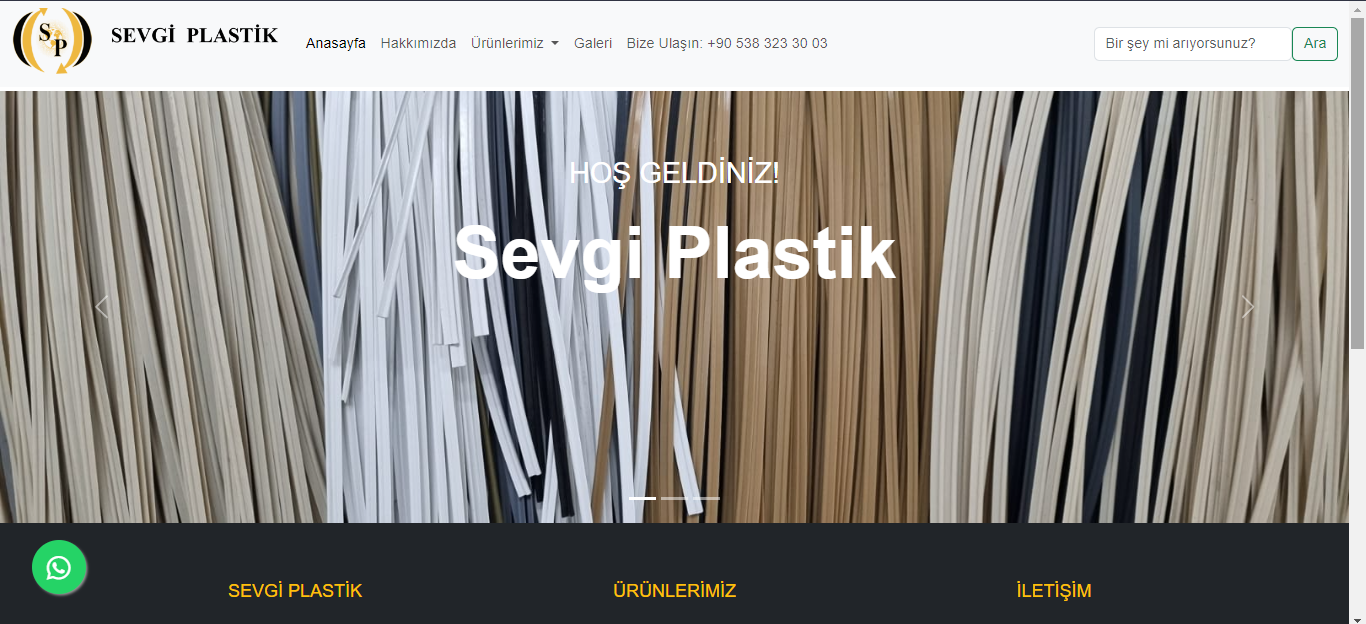 SP
SEVGİ PLASTİK
Anasayfa Hakkımızda Ürünlerimiz Galeri Bize Ulaşın: +90 538 323 30 03
Bir şey mi arıyorsunuz? Ara
HOŞ GELDİNİZ!
Sevgi Plastik
SEVGİ PLASTİK ÜRÜNLERİMİZ İLETİŞİM